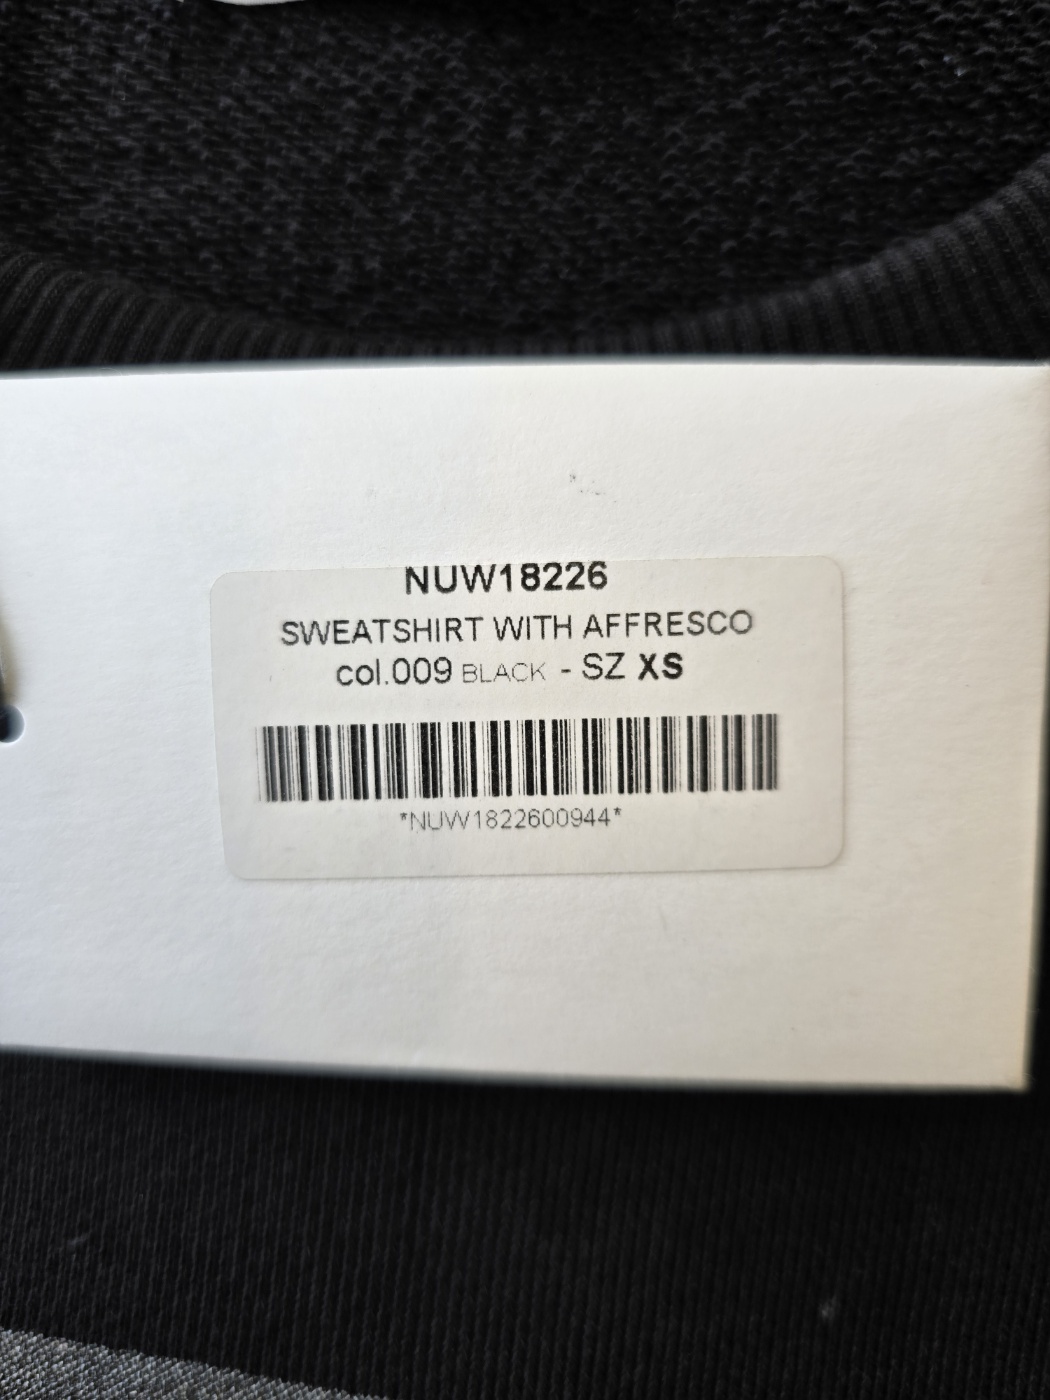 NUW18226
SWEATSHIRT WITH AFFRESCO
col.009 BLACK - SZ XS
*NUW1822600944*